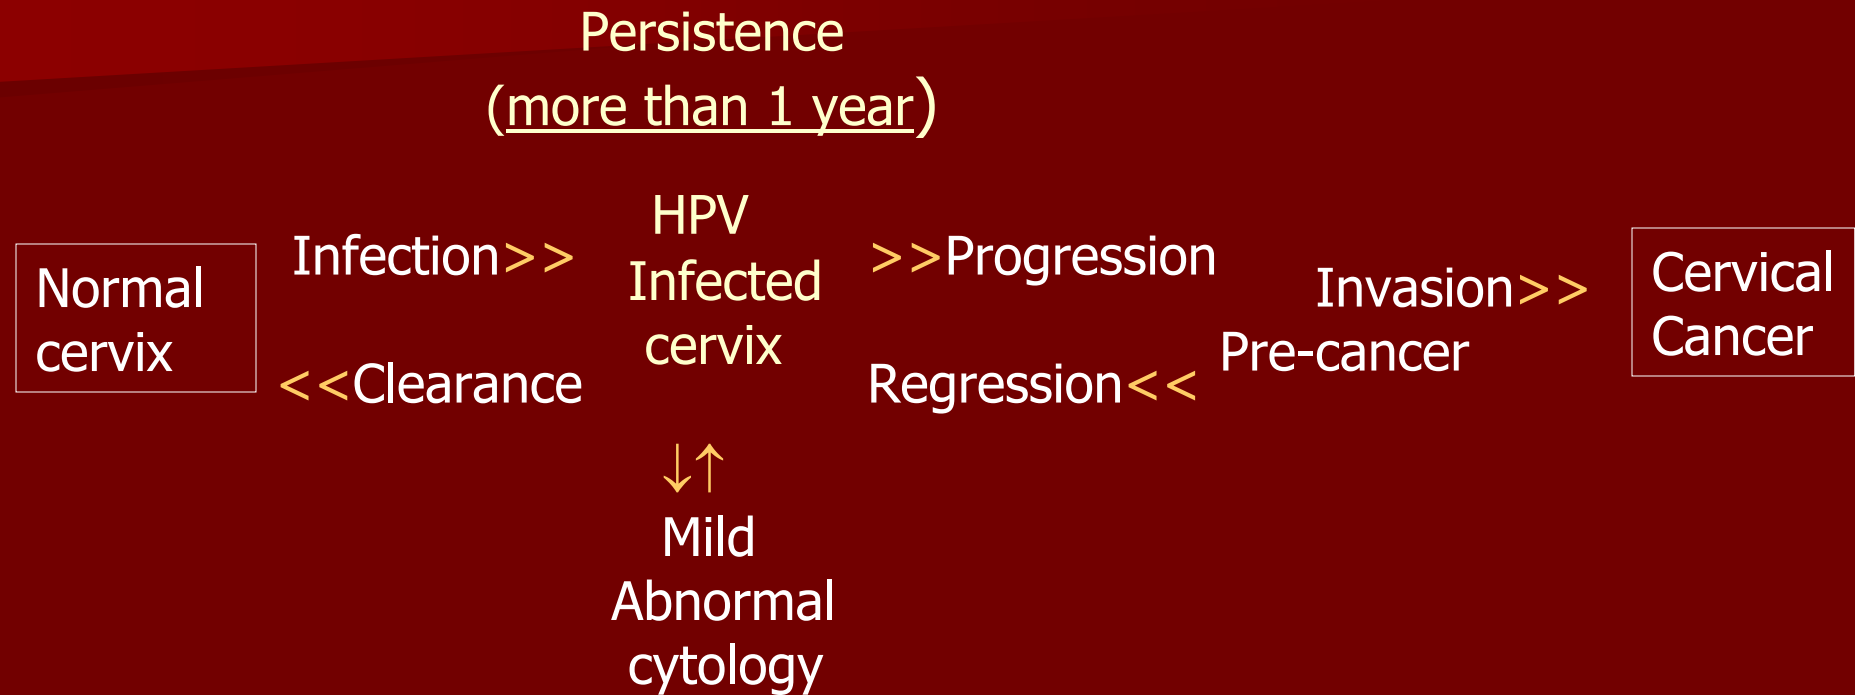 Persistence
(more than 1 year)
Normal
cervix
Infection>>
<<Clearance
HPV
Infected
cervix
>>Progression
Regression<<
Invasion>>
Pre-cancer
Cervical
Cancer
↓↑
Mild
Abnormal
cytology